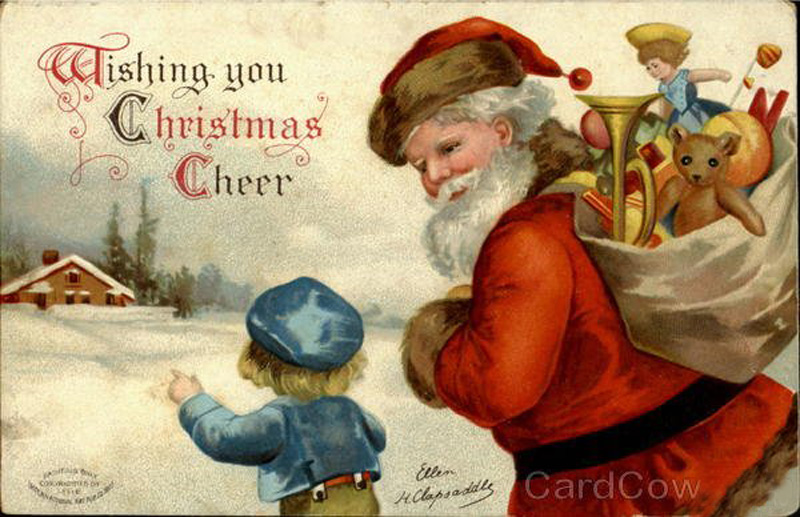 Wishing you
Christmas
Cheer
Ellen
H. Clapsaddle
CardCow